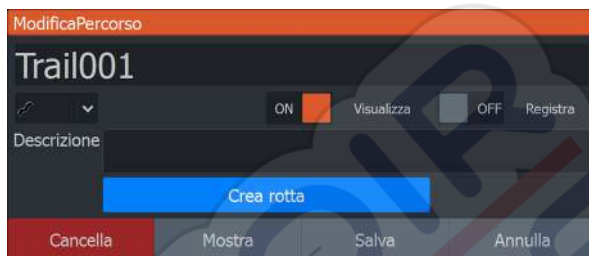 ModificaPercorso
Trail001
ON Visualizza OFF Registra
Descrizione
Crea rotta
Cancella Mostra Salva Annulla